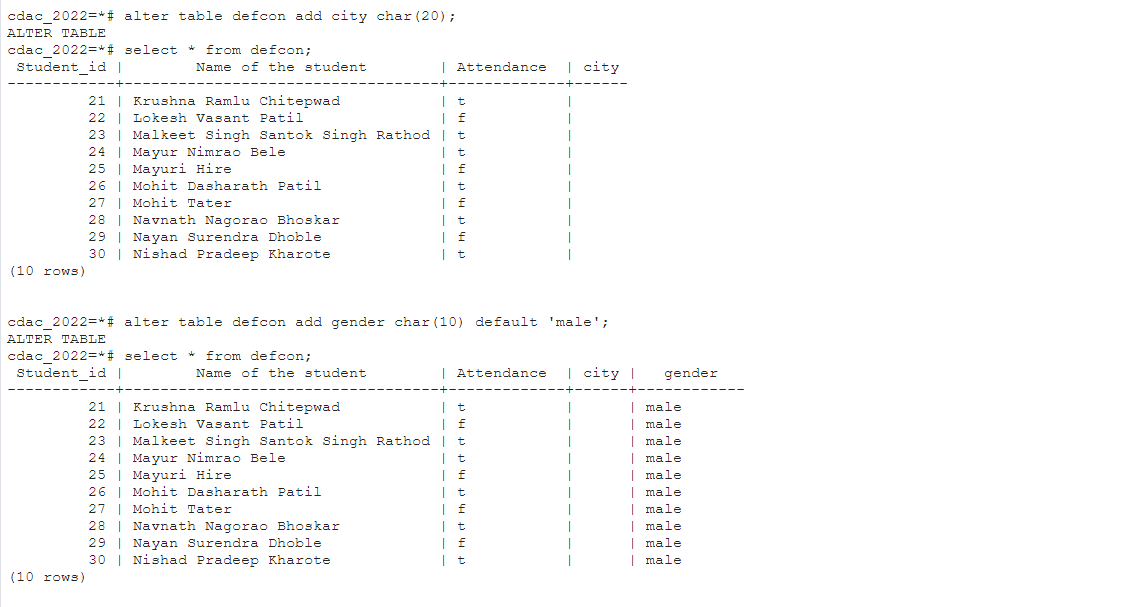 cdac_2022=*# alter table defcon add city char(20);
ALTER TABLE
cdac_2022=*# select * from defcon;
 Student_id |        Name of the student        | Attendance  | city
------------+-----------------------------------+-------------+------
         21 | Krushna Ramlu Chitepwad           | t           |
         22 | Lokesh Vasant Patil               | f           |
         23 | Malkeet Singh Santok Singh Rathod | t           |
         24 | Mayur Nimrao Bele                 | t           |
         25 | Mayuri Hire                       | f           |
         26 | Mohit Dasharath Patil             | t           |
         27 | Mohit Tater                       | f           |
         28 | Navnath Nagorao Bhoskar           | t           |
         29 | Nayan Surendra Dhoble             | f           |
         30 | Nishad Pradeep Kharote            | t           |
(10 rows)
cdac_2022=*# alter table defcon add gender char(10) default 'male';
ALTER TABLE
cdac_2022=*# select * from defcon;
 Student_id |        Name of the student        | Attendance  | city |   gender
------------+-----------------------------------+-------------+------+------------
         21 | Krushna Ramlu Chitepwad           | t           |      | male
         22 | Lokesh Vasant Patil               | f           |      | male
         23 | Malkeet Singh Santok Singh Rathod | t           |      | male
         24 | Mayur Nimrao Bele                 | t           |      | male
         25 | Mayuri Hire                       | f           |      | male
         26 | Mohit Dasharath Patil             | t           |      | male
         27 | Mohit Tater                       | f           |      | male
         28 | Navnath Nagorao Bhoskar           | t           |      | male
         29 | Nayan Surendra Dhoble             | f           |      | male
         30 | Nishad Pradeep Kharote            | t           |      | male
(10 rows)